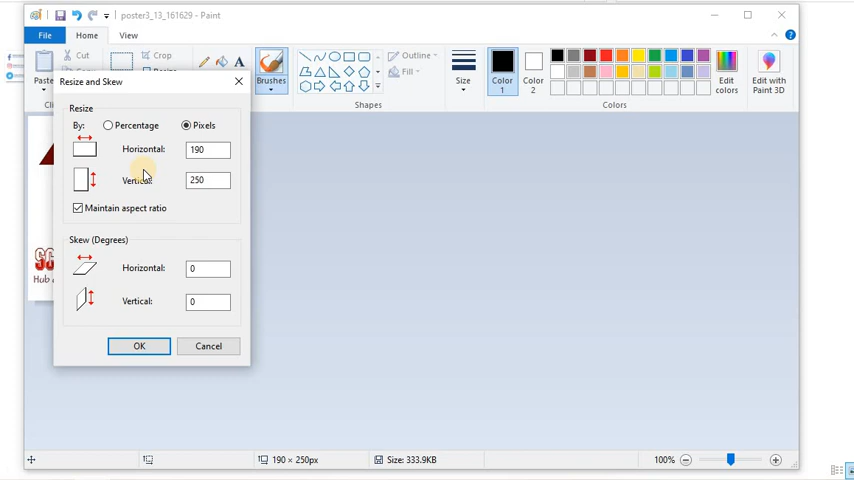 poster3_13_161629 - Paint
File
Home
View
Cut
Crop
Outline
Fill
Paste
Brushes
Shapes
Size
Color 1
Color 2
Colors
Edit colors
Edit with Paint 3D
Resize and Skew
Resize
By:
Percentage
Pixels
Horizontal:
190
Vertical:
250
Maintain aspect ratio
Skew (Degrees)
Horizontal:
0
Vertical:
0
OK
Cancel
Hub
190 × 250px
Size: 333.9KB
100%